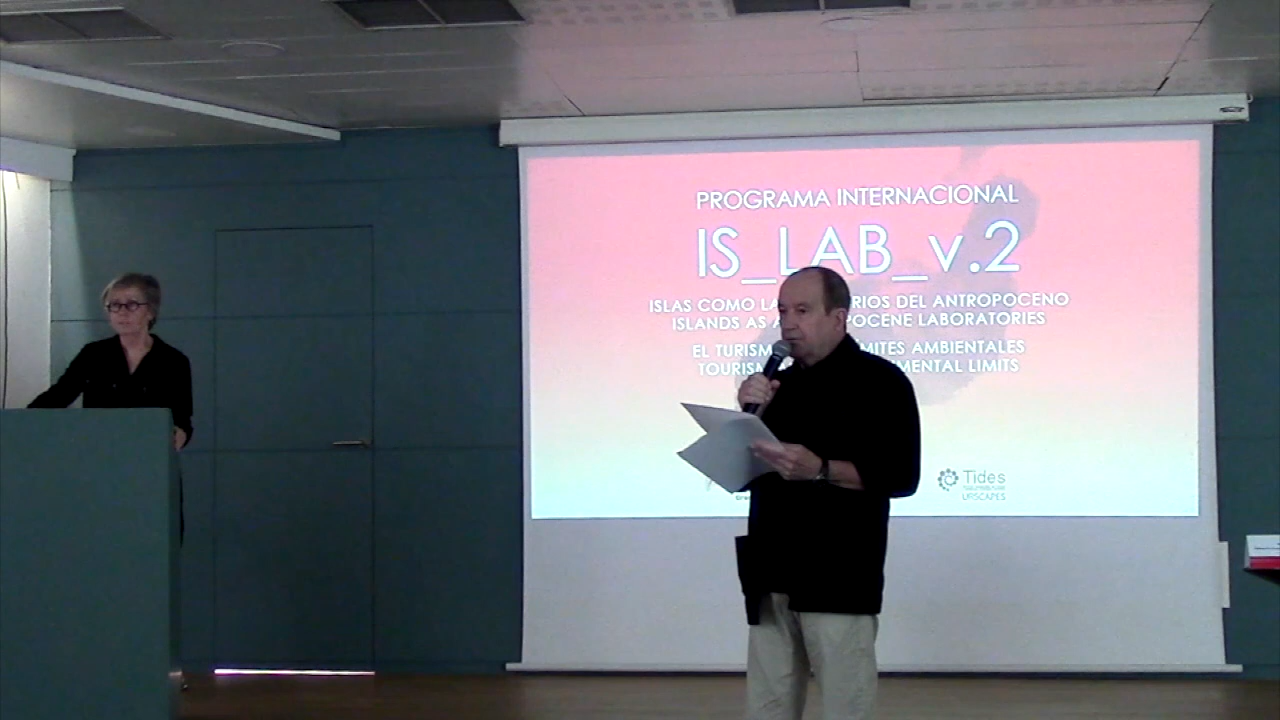 PROGRAMA INTERNACIONAL
IS_LAB_v.2
ISLAS COMO LA RIOS DEL ANTROPOCENO
ISLANDS AS A POCENE LABORATORIES
EL TURISM MITES AMBIENTALES
TOURISM MENTAL LIMITS
Tides